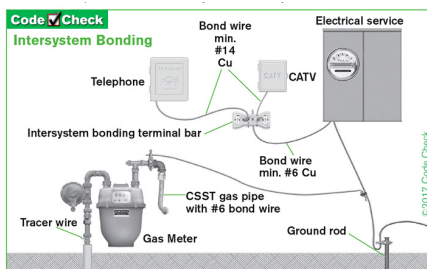 Code Check
Intersystem Bonding
Bond wire
min.
#14
Cu
Electrical service
Telephone
CATV
CATV
Intersystem bonding terminal bar
Bond wire
min. #6 Cu
CSST gas pipe
with #6 bond wire
Tracer wire
Gas Meter
Ground rod
©2017 Code Check